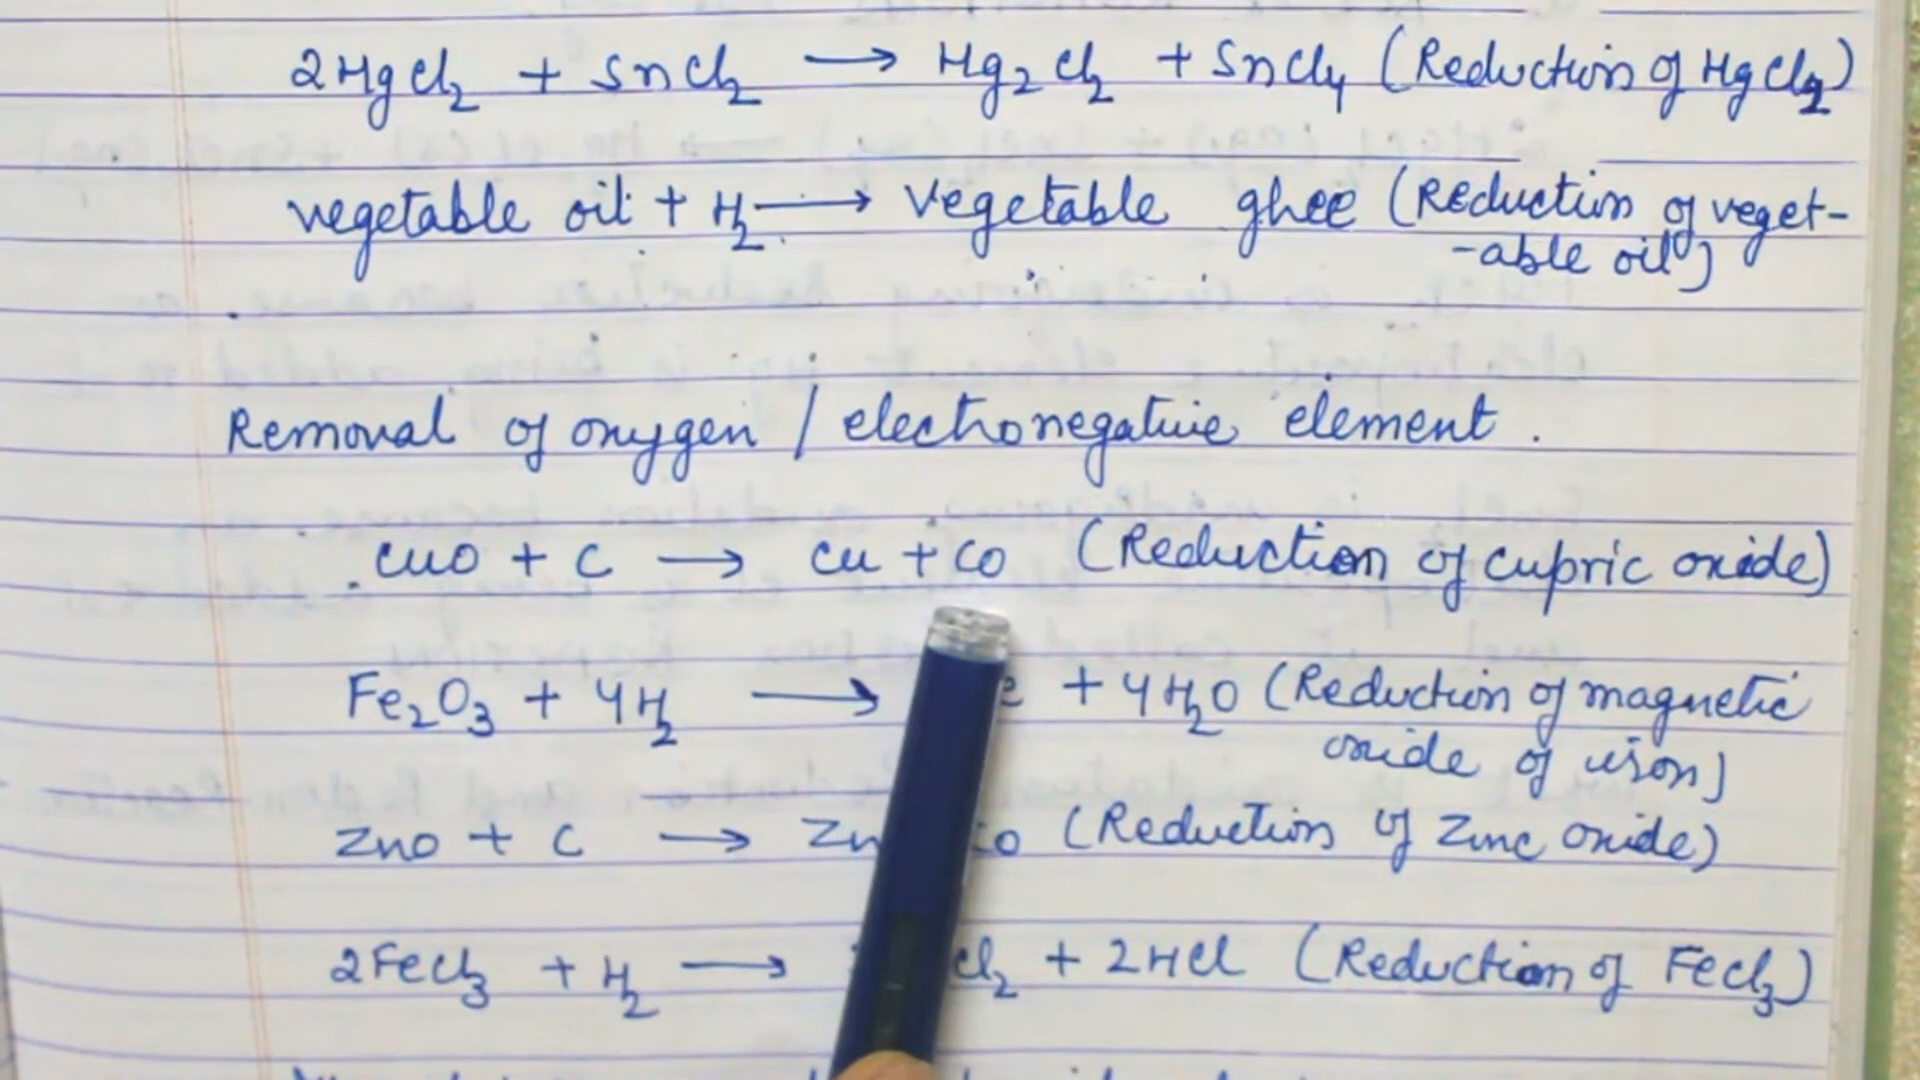 2HgCl₂ + SnCl₂ → Hg₂Cl₂ + SnCl₄ (Reduction of HgCl₂)
vegetable oil + H₂ → Vegetable ghee (Reduction of veget-
-able oil)
Removal of oxygen / electronegative element.
CuO + C → Cu + CO (Reduction of cupric oxide)
Fe₂O₃ + 4H₂ → e + 4H₂O (Reduction of magnetic
oxide of iron)
ZnO + C → Zn CO (Reduction of Zinc oxide)
2FeCl₃ + H₂ → Cl₂ + 2HCl (Reduction of FeCl₃)